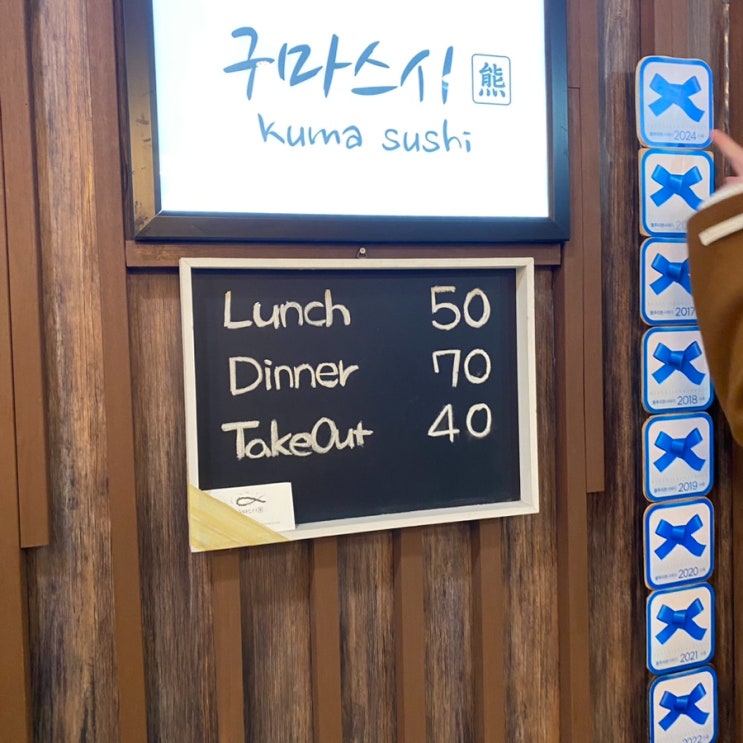 구마스시 熊
kuma sushi
Lunch 50
Dinner 70
TakeOut 40
2024
2017
2018
2019
2020
2021
2022